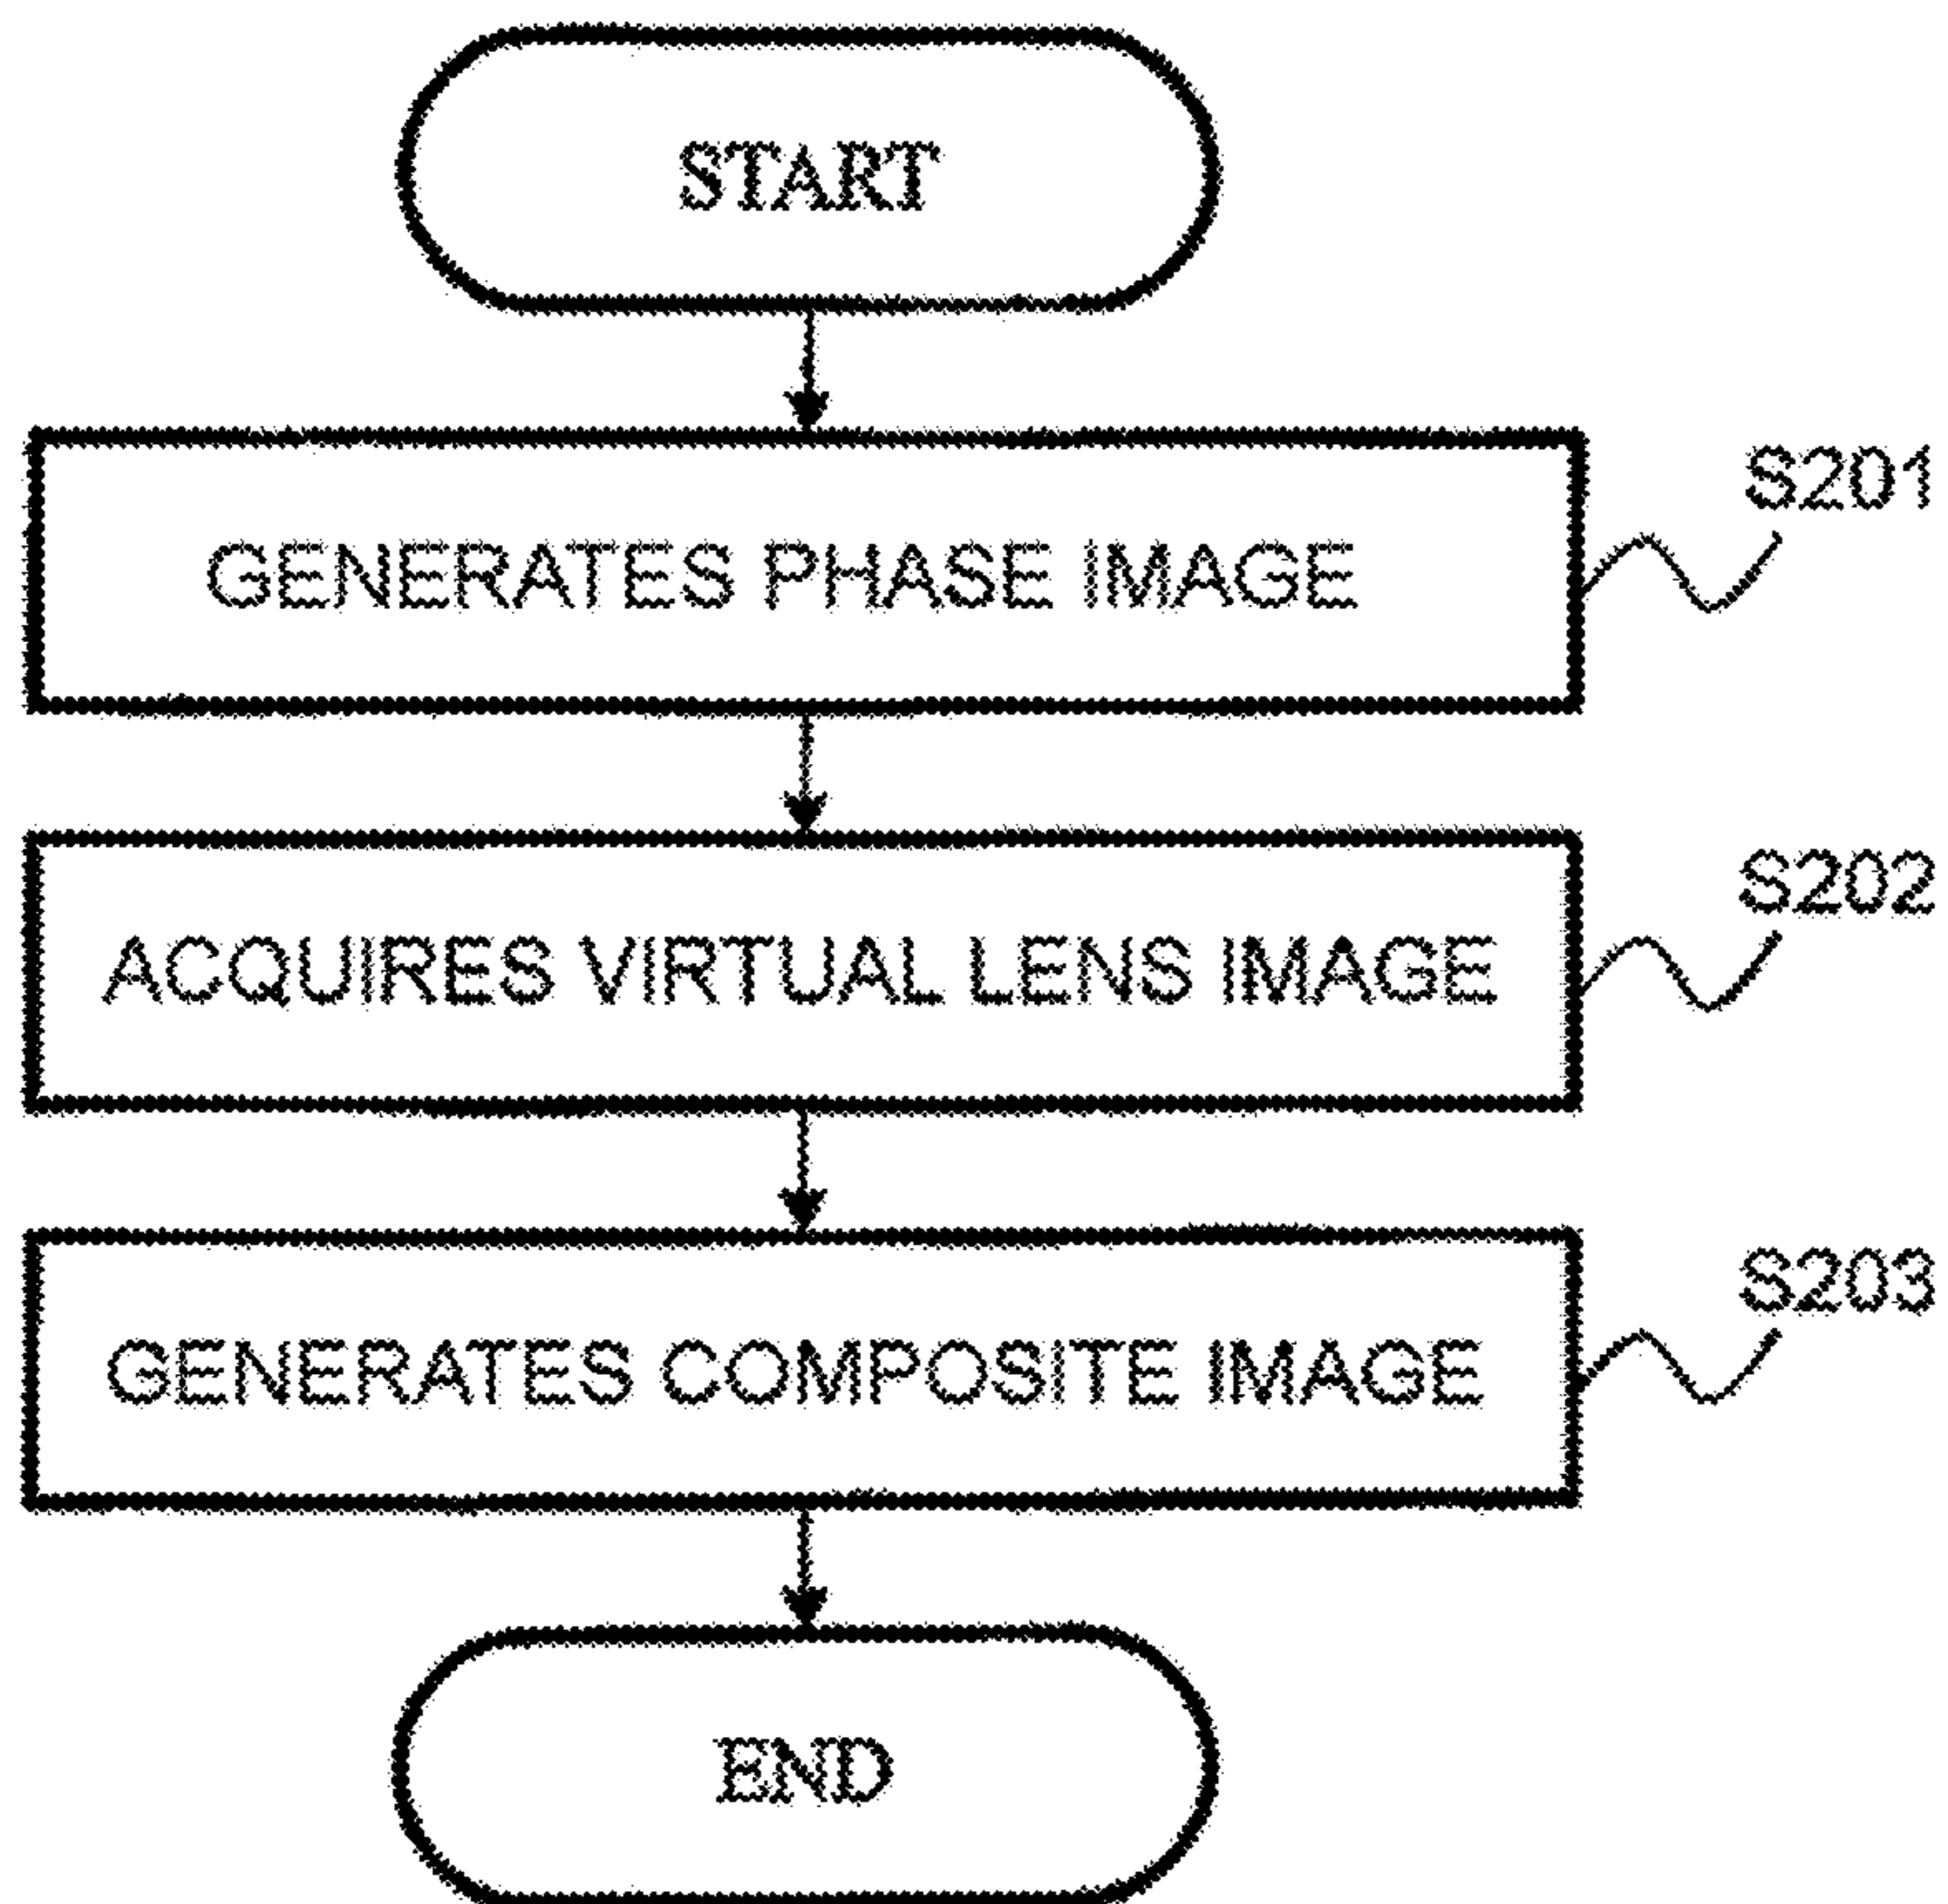 START
GENERATES PHASE IMAGE
S201
ACQUIRES VIRTUAL LENS IMAGE
S202
GENERATES COMPOSITE IMAGE
S203
END